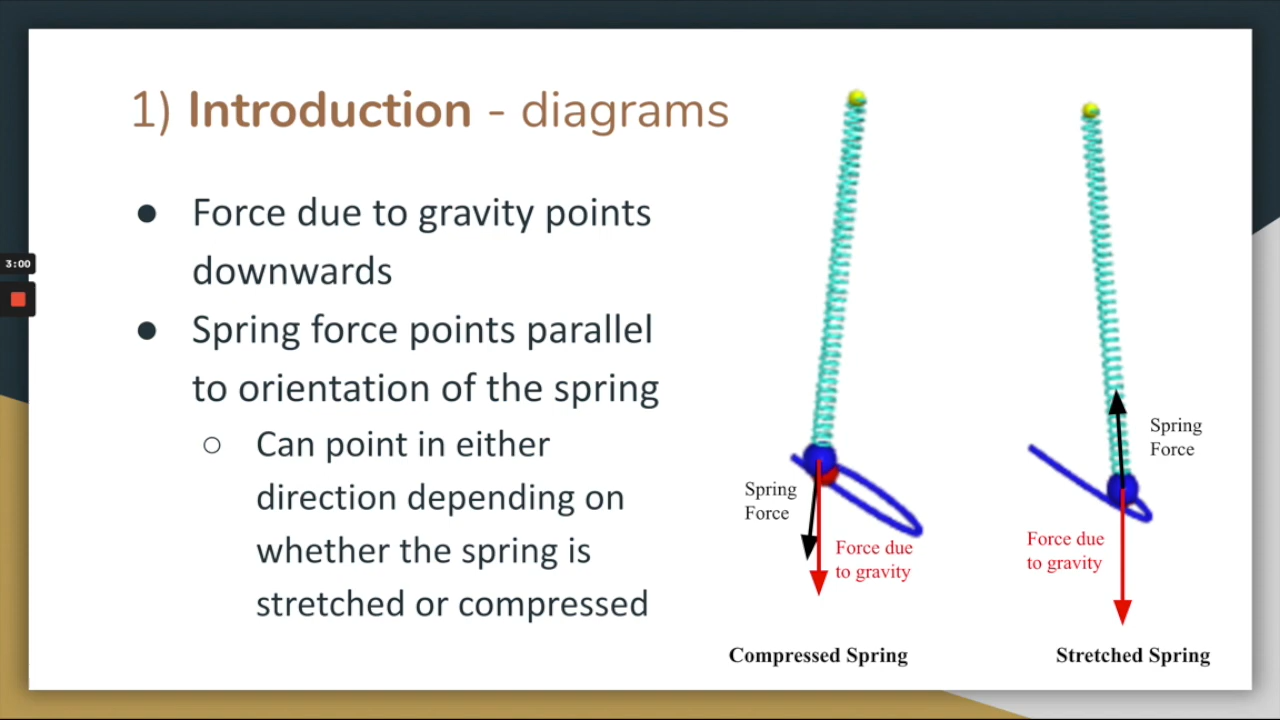 1) Introduction - diagrams
● Force due to gravity points
downwards
● Spring force points parallel
to orientation of the spring
○ Can point in either
direction depending on
whether the spring is
stretched or compressed
3:00
Spring
Force
Force due
to gravity
Compressed Spring
Spring
Force
Force due
to gravity
Stretched Spring